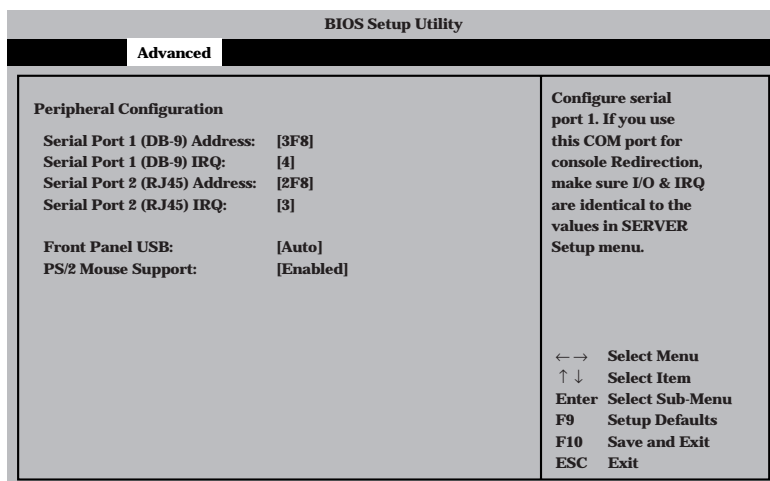 BIOS Setup Utility
Advanced
Peripheral Configuration
Serial Port 1 (DB-9) Address: [3F8]
Serial Port 1 (DB-9) IRQ: [4]
Serial Port 2 (RJ45) Address: [2F8]
Serial Port 2 (RJ45) IRQ: [3]
Front Panel USB: [Auto]
PS/2 Mouse Support: [Enabled]
Configure serial
port 1. If you use
this COM port for
console Redirection,
make sure I/O & IRQ
are identical to the
values in SERVER
Setup menu.
←→ Select Menu
↑↓ Select Item
Enter Select Sub-Menu
F9 Setup Defaults
F10 Save and Exit
ESC Exit